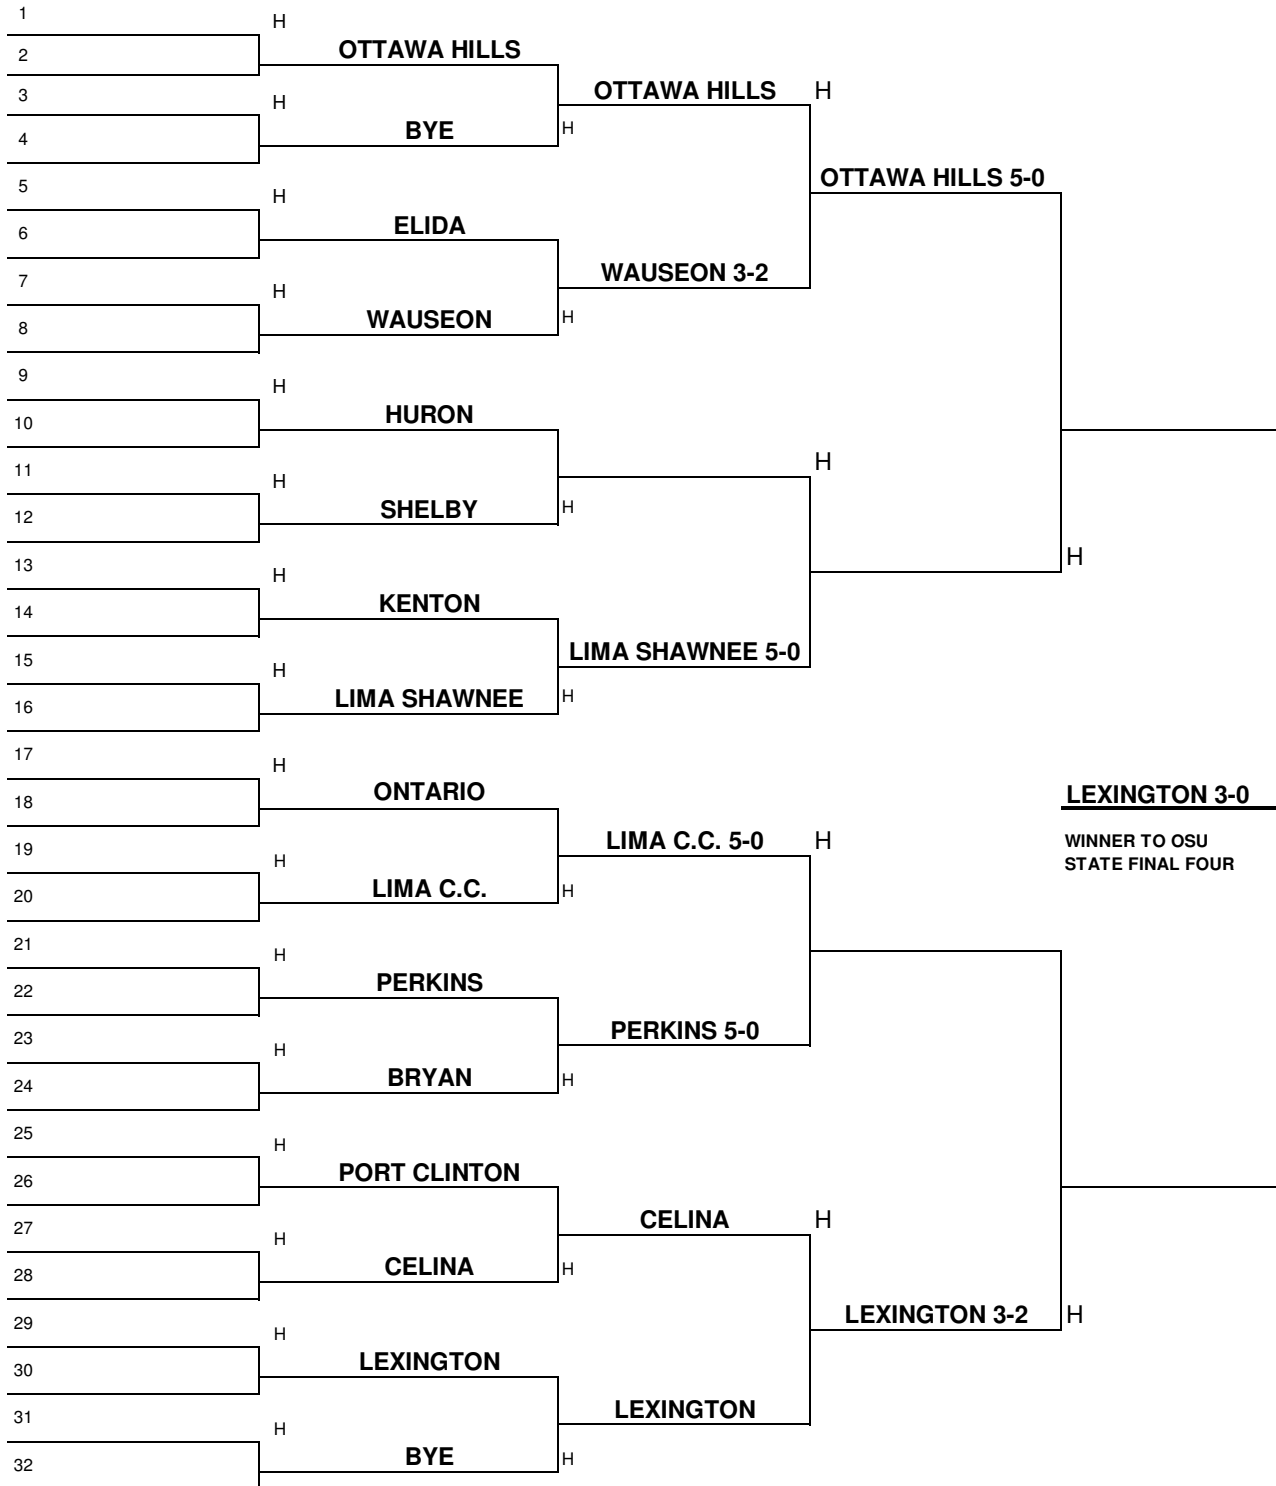 1
H
2
OTTAWA HILLS
3
H
OTTAWA HILLS H
4
BYE
H
5
H
OTTAWA HILLS 5-0
6
ELIDA
7
H
WAUSEON 3-2
8
WAUSEON
H
9
H
10
HURON
11
H
H
12
SHELBY
H
13
H
H
14
KENTON
15
H
LIMA SHAWNEE 5-0
16
LIMA SHAWNEE
H
17
H
18
ONTARIO
LEXINGTON 3-0
19
H
LIMA C.C. 5-0 H
WINNER TO OSU
STATE FINAL FOUR
20
LIMA C.C.
H
21
H
22
PERKINS
23
H
PERKINS 5-0
24
BRYAN
H
25
H
26
PORT CLINTON
27
H
CELINA H
28
CELINA
H
29
H
LEXINGTON 3-2 H
30
LEXINGTON
31
H
LEXINGTON
32
BYE
H